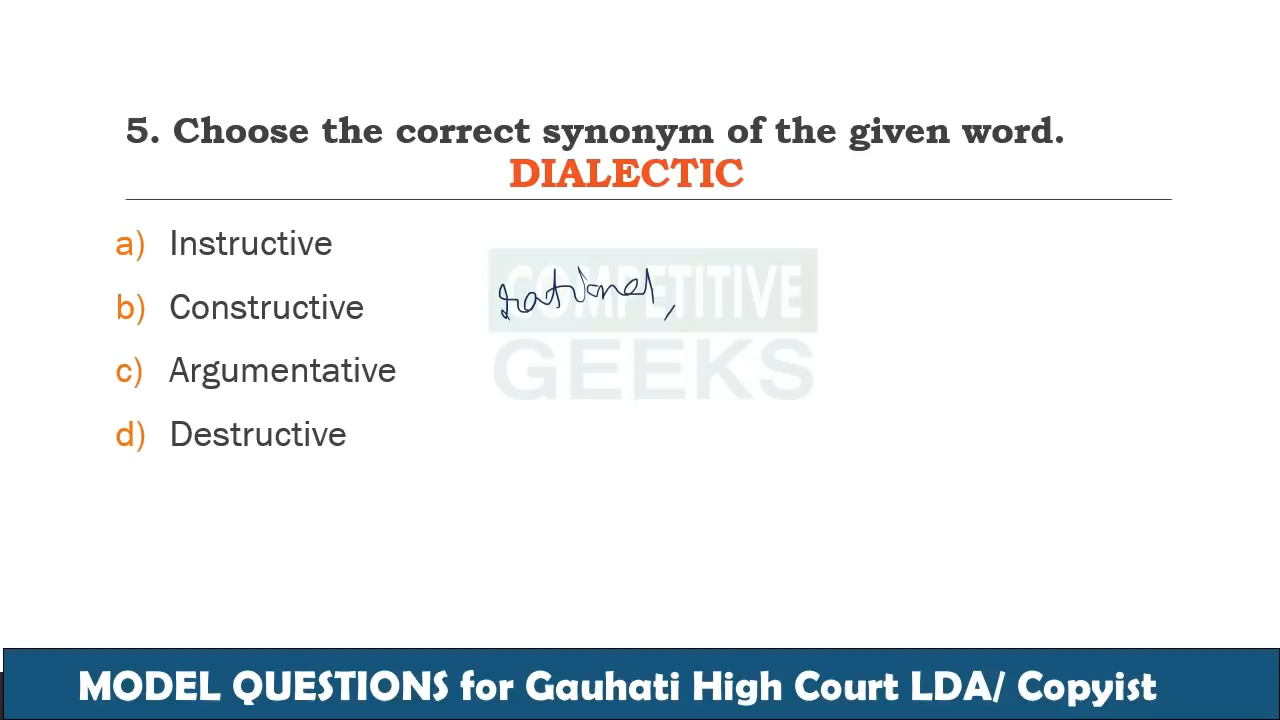 5. Choose the correct synonym of the given word.
DIALECTIC
a) Instructive
b) Constructive
c) Argumentative
d) Destructive
rational,
COMPETITIVE
GEEKS
MODEL QUESTIONS for Gauhati High Court LDA/ Copyist